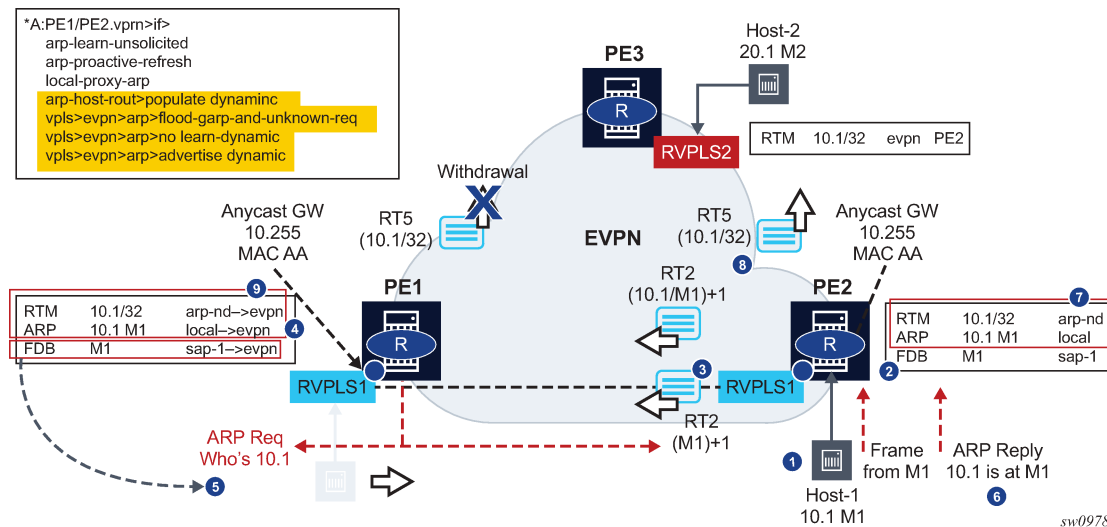 *A:PE1/PE2.vprn>if>
arp-learn-unsolicited
arp-proactive-refresh
local-proxy-arp
arp-host-rout>populate dynaminc
vpls>evpn>arp>flood-garp-and-unknown-req
vpls>evpn>arp>no learn-dynamic
vpls>evpn>arp>advertise dynamic
Host-2
20.1 M2
PE3
R
RVPLS2
RTM 10.1/32 evpn PE2
Withdrawal
X
RT5
(10.1/32)
Anycast GW
10.255
MAC AA
EVPN
RT5
(10.1/32)
8
Anycast GW
10.255
MAC AA
PE1
R
RT2
(10.1/M1)+1
PE2
R
9
RTM 10.1/32 arp-nd–>evpn
ARP 10.1 M1 local–>evpn
4
FDB M1 sap-1–>evpn
7
RTM 10.1/32 arp-nd
ARP 10.1 M1 local
FDB M1 sap-1
2
RVPLS1
3
RVPLS1
RT2
(M1)+1
ARP Req
Who's 10.1
5
1
Host-1
10.1 M1
Frame
from M1
ARP Reply
10.1 is at M1
6
sw0978